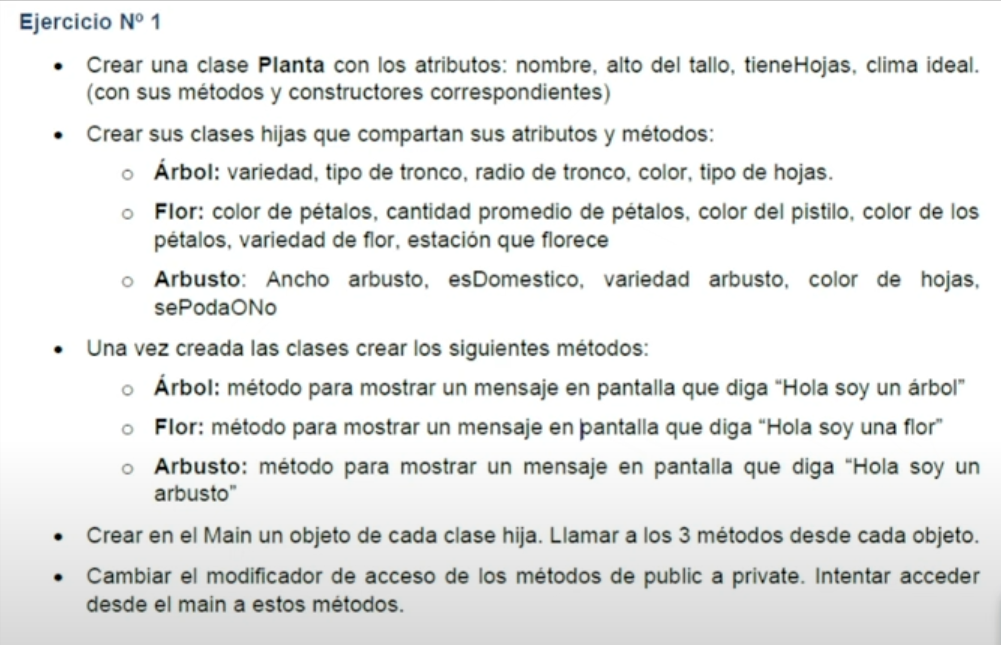 Ejercicio Nº 1
• Crear una clase Planta con los atributos: nombre, alto del tallo, tieneHojas, clima ideal.
(con sus métodos y constructores correspondientes)
• Crear sus clases hijas que compartan sus atributos y métodos:
○ Árbol: variedad, tipo de tronco, radio de tronco, color, tipo de hojas.
○ Flor: color de pétalos, cantidad promedio de pétalos, color del pistilo, color de los
pétalos, variedad de flor, estación que florece
○ Arbusto: Ancho arbusto, esDomestico, variedad arbusto, color de hojas,
sePodaONo
• Una vez creada las clases crear los siguientes métodos:
○ Árbol: método para mostrar un mensaje en pantalla que diga “Hola soy un árbol”
○ Flor: método para mostrar un mensaje en pantalla que diga “Hola soy una flor”
○ Arbusto: método para mostrar un mensaje en pantalla que diga “Hola soy un
arbusto”
• Crear en el Main un objeto de cada clase hija. Llamar a los 3 métodos desde cada objeto.
• Cambiar el modificador de acceso de los métodos de public a private. Intentar acceder
desde el main a estos métodos.